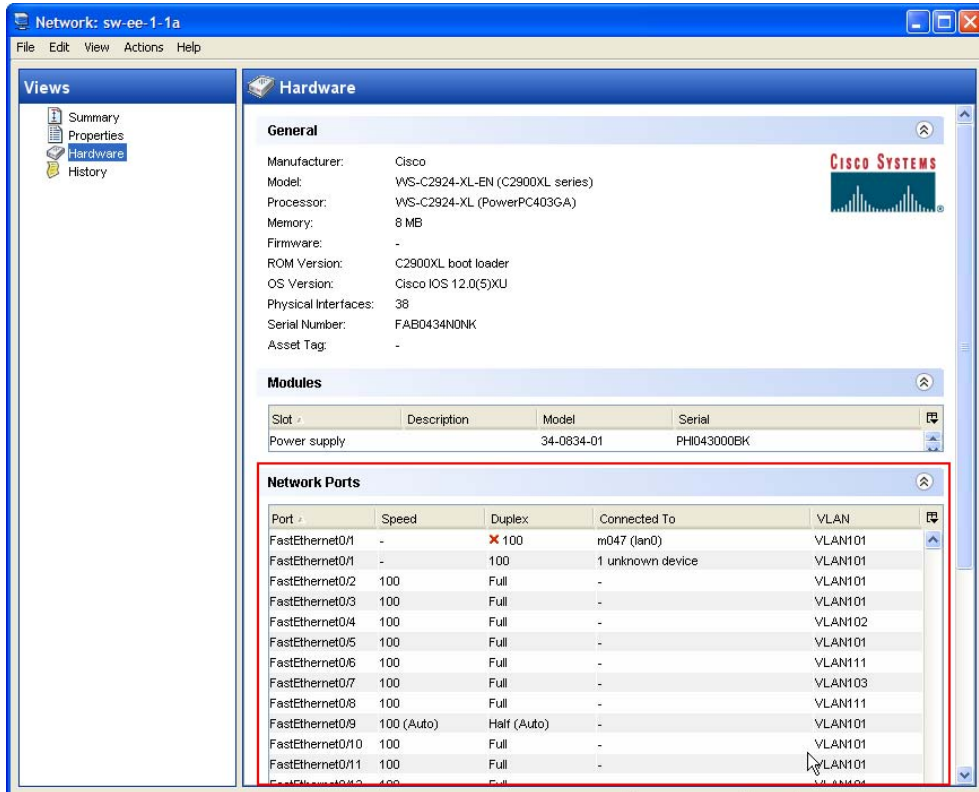 Network: sw-ee-1-1a
File Edit View Actions Help
Views
Summary
Properties
Hardware
History
Hardware
General
Manufacturer: Cisco
Model: WS-C2924-XL-EN (C2900XL series)
Processor: WS-C2924-XL (PowerPC403GA)
Memory: 8 MB
Firmware: -
ROM Version: C2900XL boot loader
OS Version: Cisco IOS 12.0(5)XU
Physical Interfaces: 38
Serial Number: FAB0434N0NK
Asset Tag: -
CISCO SYSTEMS
Modules
Slot Description Model Serial
Power supply 34-0834-01 PHI043000BK
Network Ports
Port Speed Duplex Connected To VLAN
FastEthernet0/1 - 100 m047 (lan0) VLAN101
FastEthernet0/1 - 100 1 unknown device VLAN101
FastEthernet0/2 100 Full - VLAN101
FastEthernet0/3 100 Full - VLAN101
FastEthernet0/4 100 Full - VLAN102
FastEthernet0/5 100 Full - VLAN101
FastEthernet0/6 100 Full - VLAN111
FastEthernet0/7 100 Full - VLAN103
FastEthernet0/8 100 Full - VLAN111
FastEthernet0/9 100 (Auto) Half (Auto) - VLAN101
FastEthernet0/10 100 Full - VLAN101
FastEthernet0/11 100 Full - VLAN101